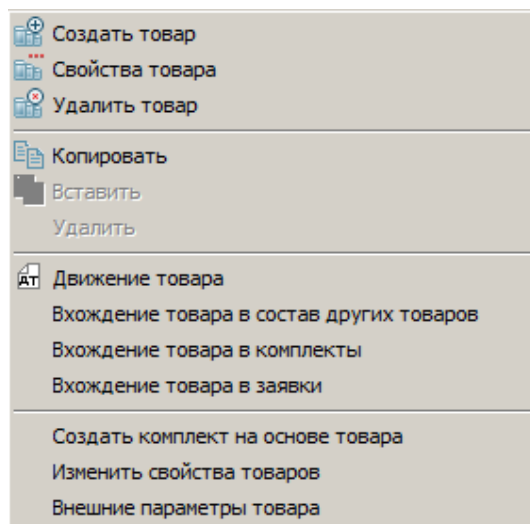 Создать товар
Свойства товара
Удалить товар
Копировать
Вставить
Удалить
ДТ Движение товара
Вхождение товара в состав других товаров
Вхождение товара в комплекты
Вхождение товара в заявки
Создать комплект на основе товара
Изменить свойства товаров
Внешние параметры товара